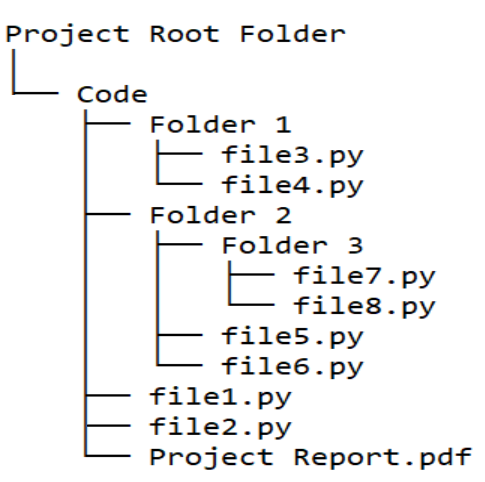 Project Root Folder
Code
Folder 1
file3.py
file4.py
Folder 2
Folder 3
file7.py
file8.py
file5.py
file6.py
file1.py
file2.py
Project Report.pdf